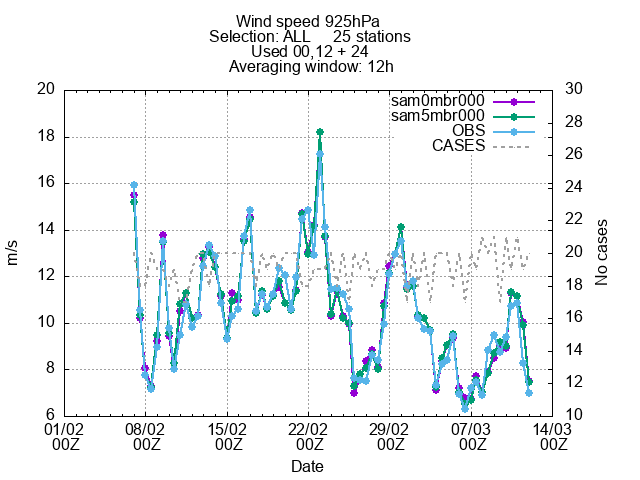 Wind speed 925hPa
Selection: ALL 25 stations
Used 00,12 + 24
Averaging window: 12h
20
18
16
14
12
10
8
6
m/s
30
28
26
24
22
20
18
16
14
12
10
No cases
sam0mbr000
sam5mbr000
OBS
CASES
01/02 08/02 15/02 22/02 29/02 07/03 14/03
00Z 00Z 00Z 00Z 00Z 00Z 00Z
Date